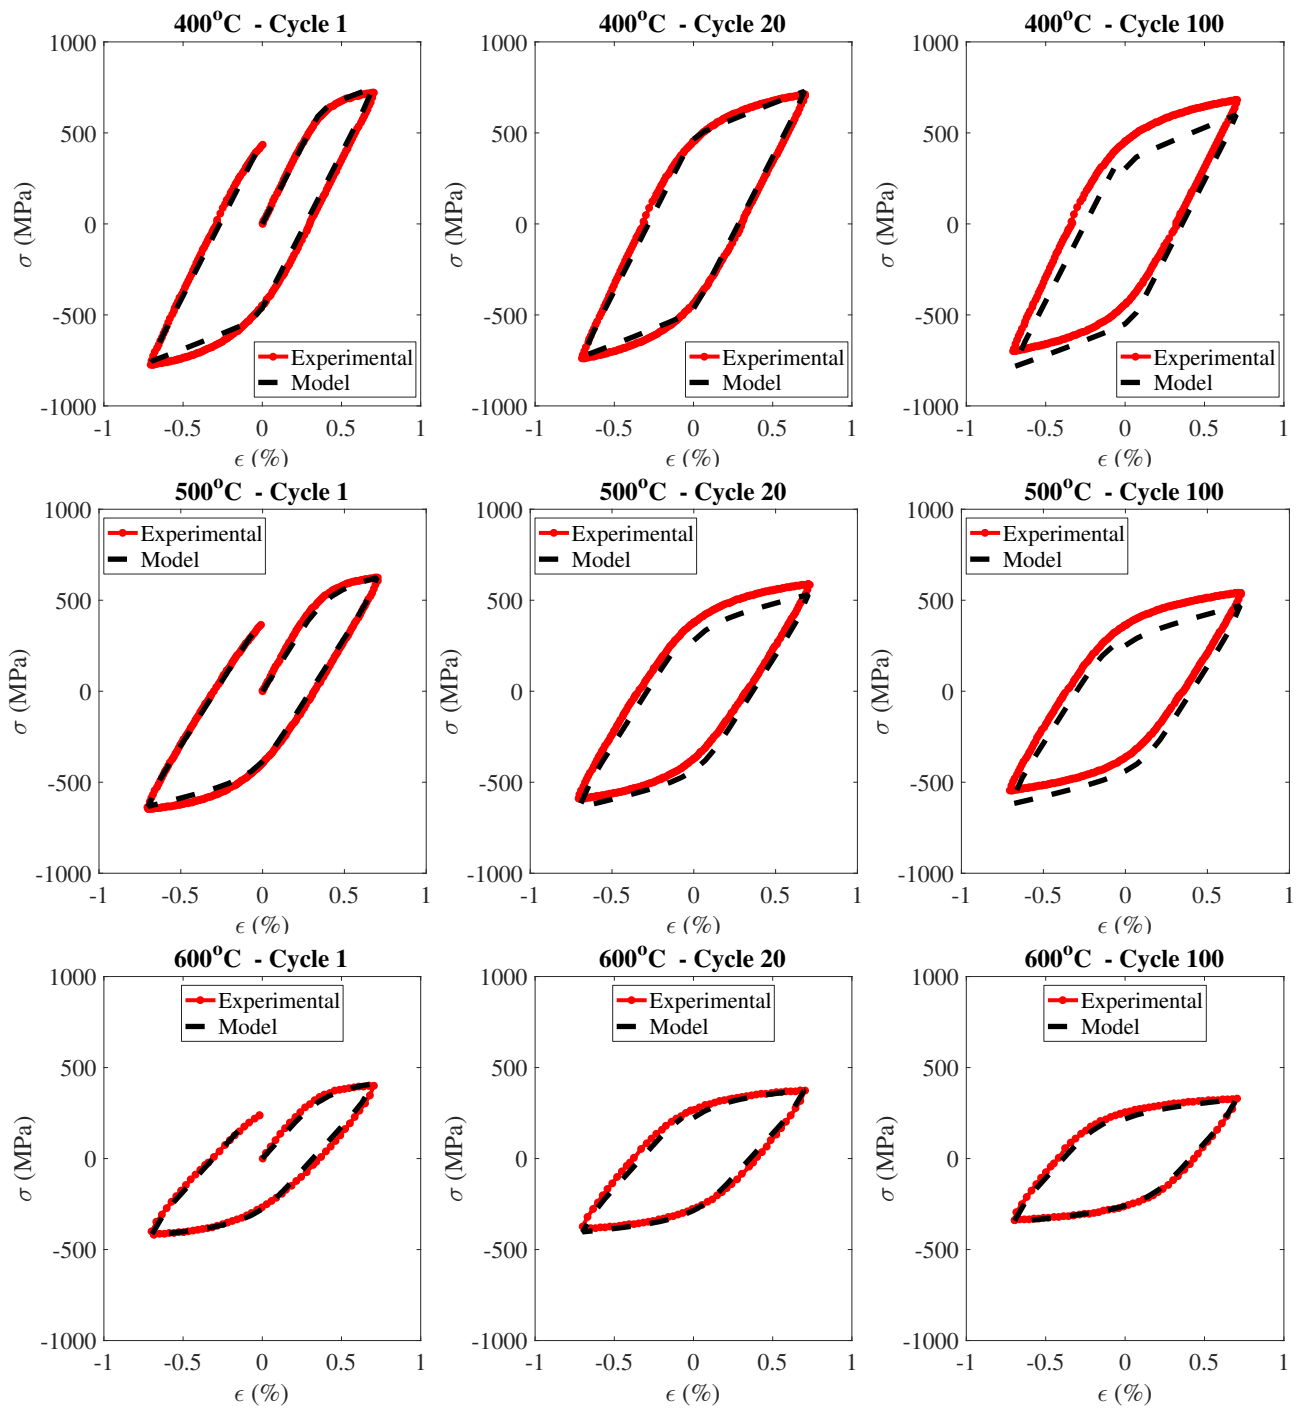 400°C - Cycle 1
1000
500
0
-500
-1000
σ (MPa)
-1 -0.5 0 0.5 1
ϵ (%)
Experimental
Model
400°C - Cycle 20
1000
500
0
-500
-1000
σ (MPa)
-1 -0.5 0 0.5 1
ϵ (%)
Experimental
Model
400°C - Cycle 100
1000
500
0
-500
-1000
σ (MPa)
-1 -0.5 0 0.5 1
ϵ (%)
Experimental
Model
500°C - Cycle 1
1000
500
0
-500
-1000
σ (MPa)
-1 -0.5 0 0.5 1
ϵ (%)
Experimental
Model
500°C - Cycle 20
1000
500
0
-500
-1000
σ (MPa)
-1 -0.5 0 0.5 1
ϵ (%)
Experimental
Model
500°C - Cycle 100
1000
500
0
-500
-1000
σ (MPa)
-1 -0.5 0 0.5 1
ϵ (%)
Experimental
Model
600°C - Cycle 1
1000
500
0
-500
-1000
σ (MPa)
-1 -0.5 0 0.5 1
ϵ (%)
Experimental
Model
600°C - Cycle 20
1000
500
0
-500
-1000
σ (MPa)
-1 -0.5 0 0.5 1
ϵ (%)
Experimental
Model
600°C - Cycle 100
1000
500
0
-500
-1000
σ (MPa)
-1 -0.5 0 0.5 1
ϵ (%)
Experimental
Model